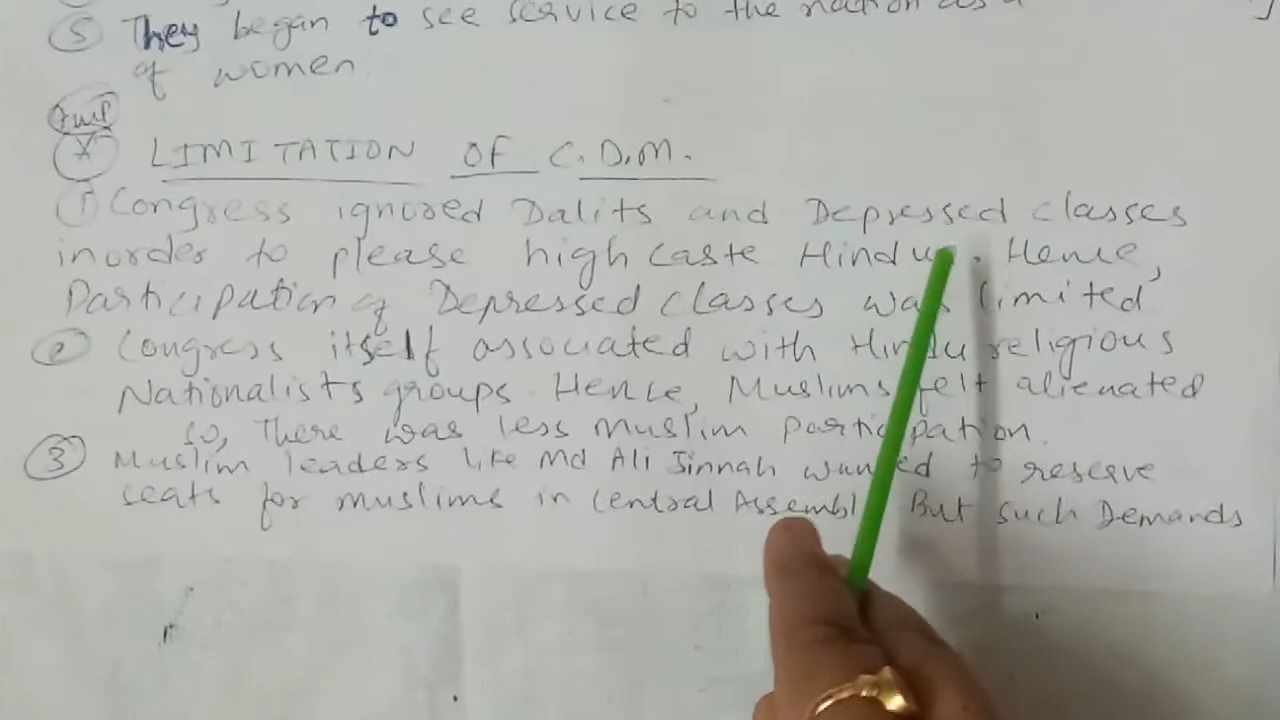 ⑤ They began to see service to the nation as a
of women
Imp
* LIMITATION OF C.D.M.
① Congress ignored Dalits and Depressed classes
inorder to please high caste Hindus. Hence,
Participation of Depressed classes was limited
② Congress itself associated with Hindu religious
Nationalists groups. Hence, Muslims felt alienated
so, There was less muslim participation.
③ Muslim leaders like Md Ali Jinnah wanted to reserve
seats for muslims in Central Assembly But such Demands